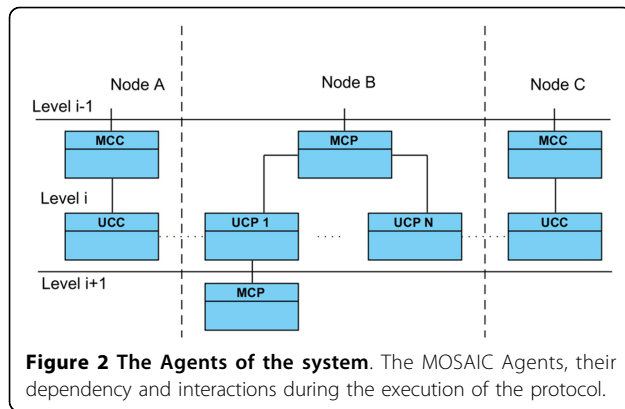 Node A
Node B
Node C
Level i-1
MCC
MCP
MCC
Level i
UCC
UCP 1
....
UCP N
UCC
Level i+1
MCP
Figure 2 The Agents of the system. The MOSAIC Agents, their
dependency and interactions during the execution of the protocol.